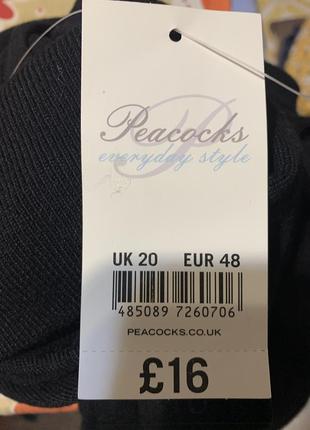 Peacocks
everyday style
UK 20 EUR 48
485089 7260706
PEACOCKS.CO.UK
£16